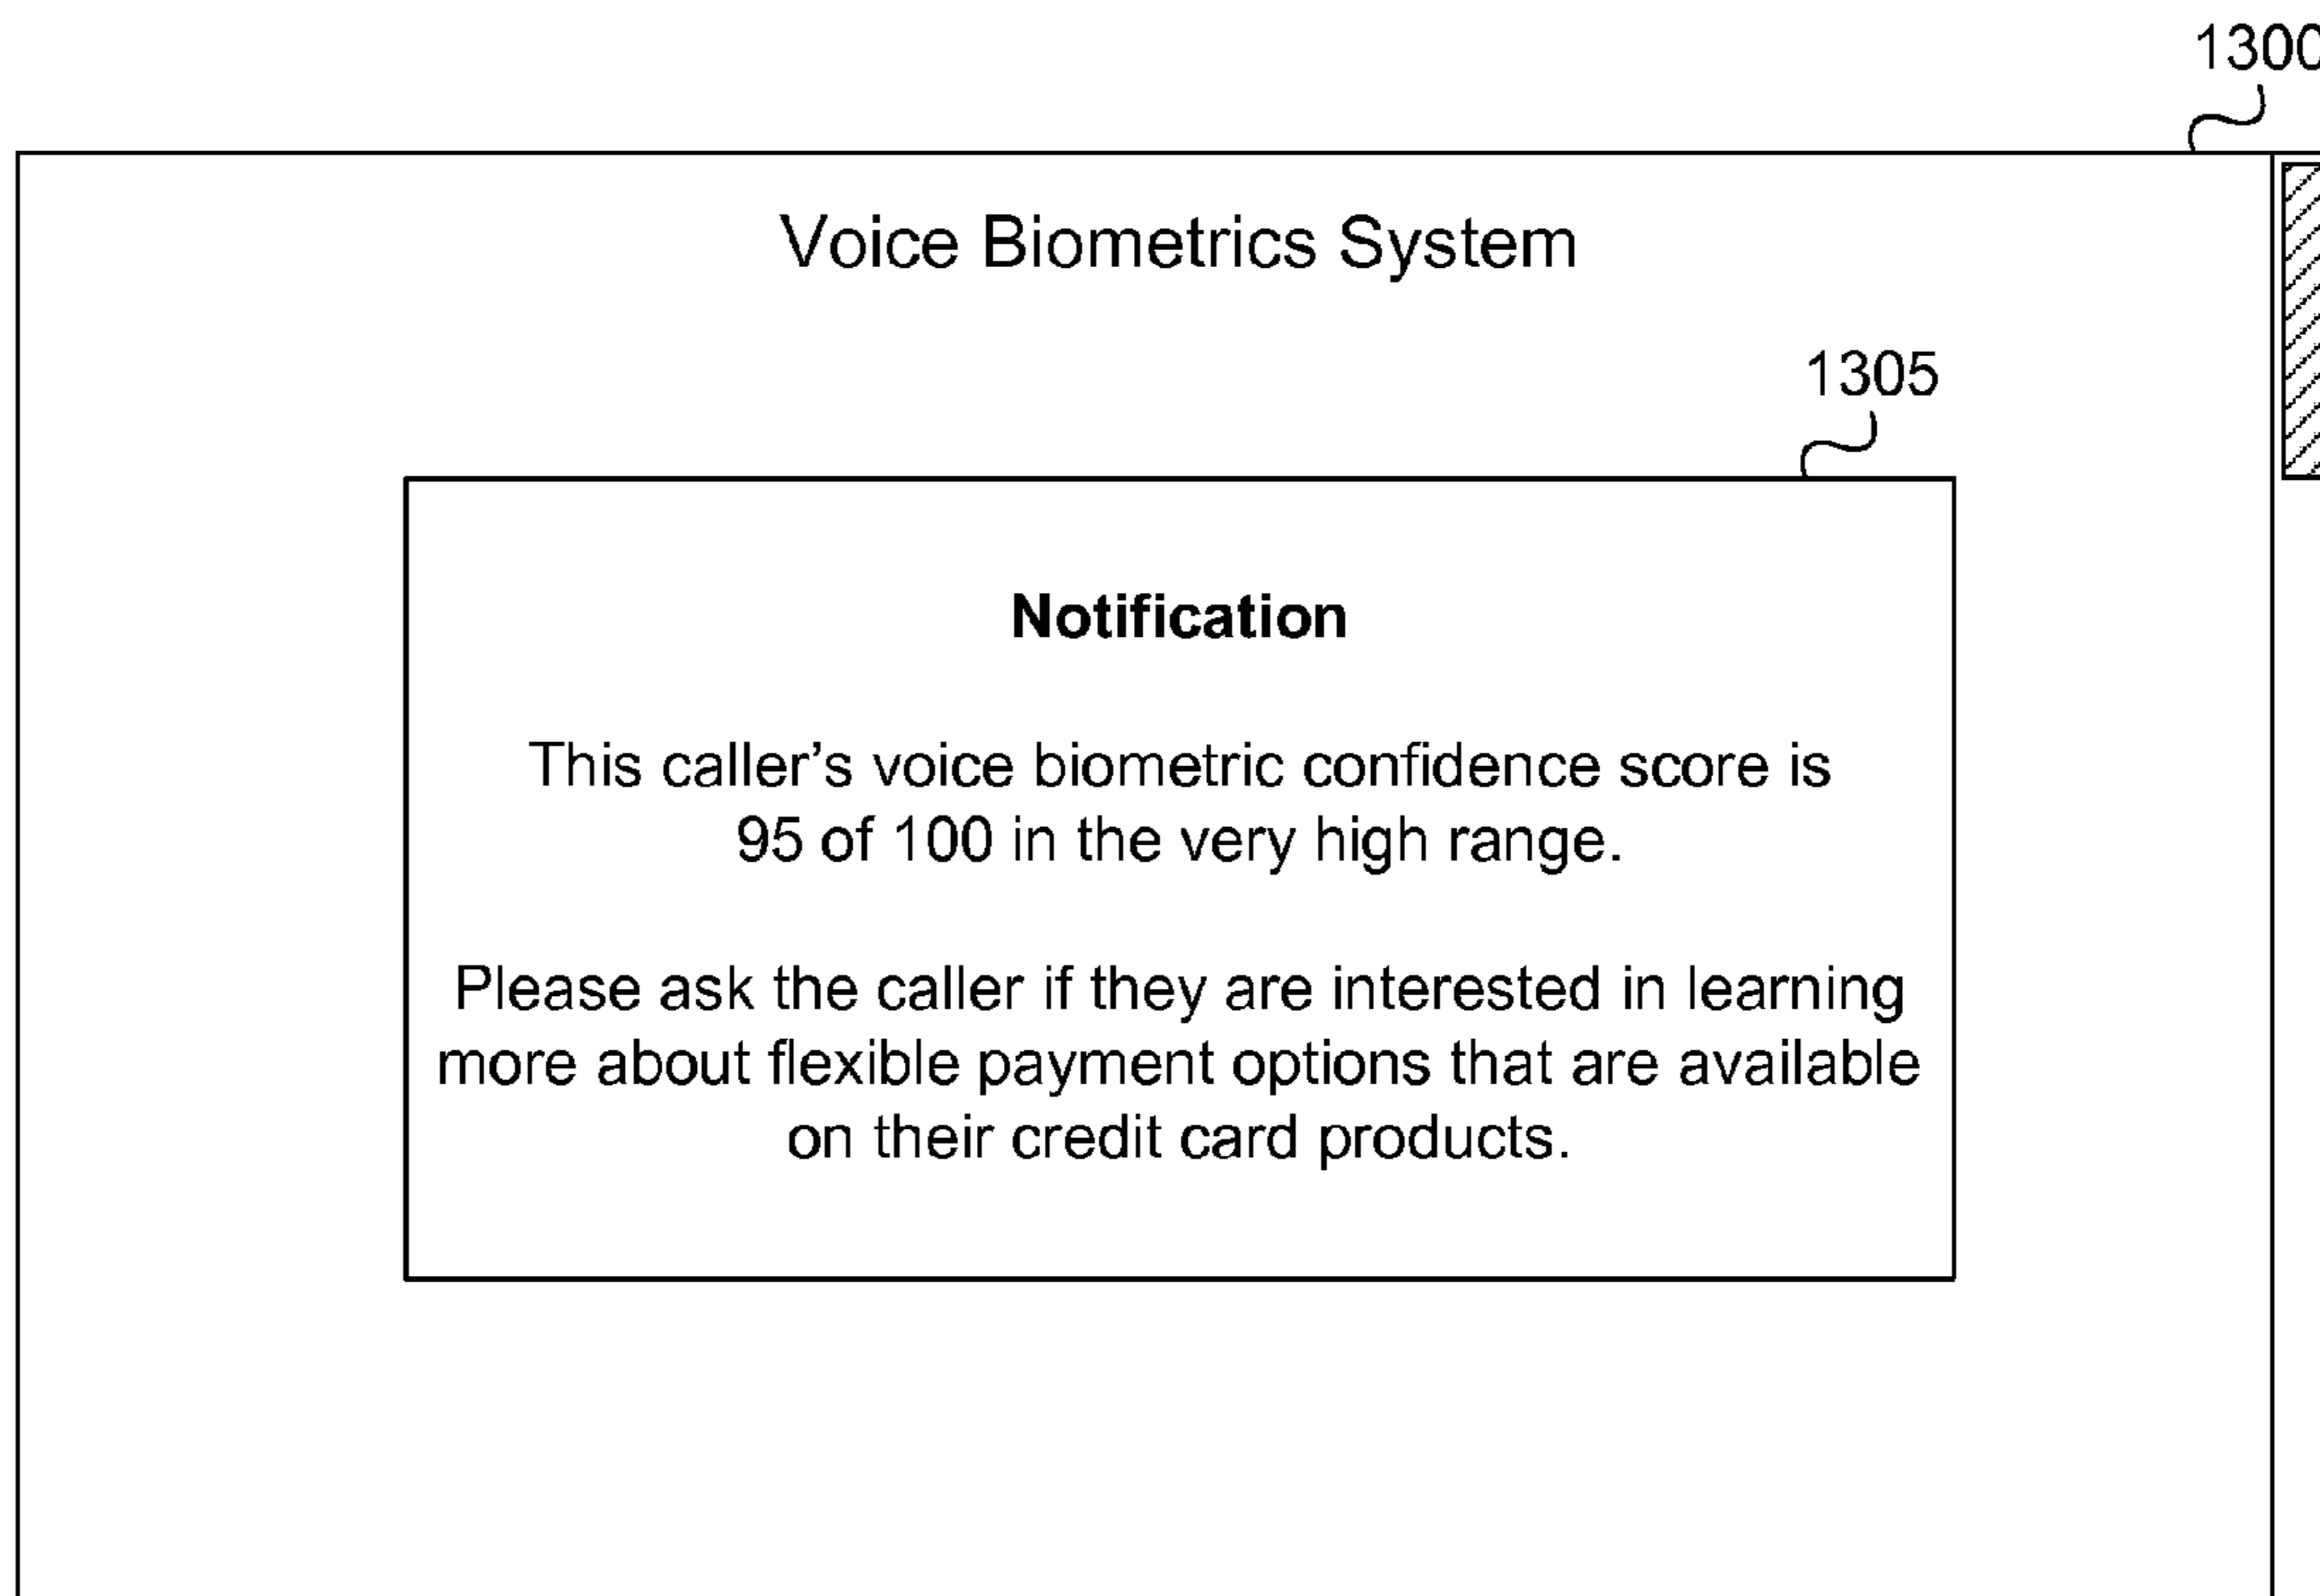 1300
Voice Biometrics System
1305
Notification
This caller's voice biometric confidence score is
95 of 100 in the very high range.
Please ask the caller if they are interested in learning
more about flexible payment options that are available
on their credit card products.